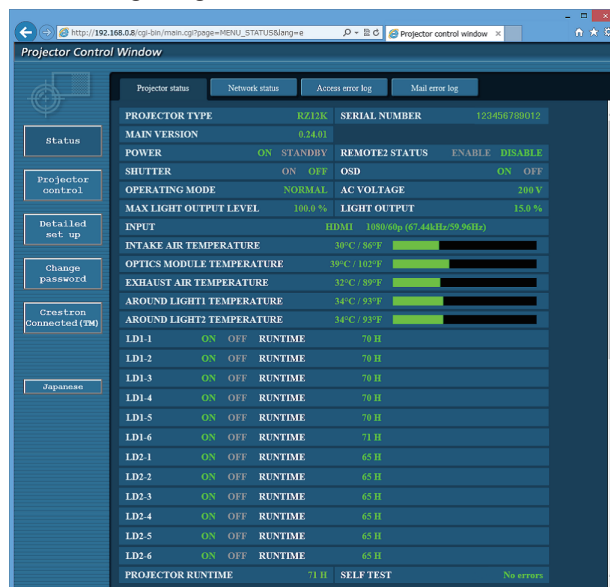 http://192.168.0.8/cgi-bin/main.cgi?page=MENU_STATUS&lang=e
Projector control window
Projector Control Window
Projector status Network status Access error log Mail error log
Status
Projector control
Detailed set up
Change password
Crestron Connected(TM)
Japanese
PROJECTOR TYPE RZ12K SERIAL NUMBER 123456789012
MAIN VERSION 0.24.01
POWER ON STANDBY REMOTE2 STATUS ENABLE DISABLE
SHUTTER ON OFF OSD ON OFF
OPERATING MODE NORMAL AC VOLTAGE 200 V
MAX LIGHT OUTPUT LEVEL 100.0 % LIGHT OUTPUT 15.0 %
INPUT HDMI 1080/60p (67.44kHz/59.96Hz)
INTAKE AIR TEMPERATURE 30°C / 86°F
OPTICS MODULE TEMPERATURE 39°C / 102°F
EXHAUST AIR TEMPERATURE 32°C / 89°F
AROUND LIGHT1 TEMPERATURE 34°C / 93°F
AROUND LIGHT2 TEMPERATURE 34°C / 93°F
LD1-1 ON OFF RUNTIME 70 H
LD1-2 ON OFF RUNTIME 70 H
LD1-3 ON OFF RUNTIME 70 H
LD1-4 ON OFF RUNTIME 70 H
LD1-5 ON OFF RUNTIME 70 H
LD1-6 ON OFF RUNTIME 71 H
LD2-1 ON OFF RUNTIME 65 H
LD2-2 ON OFF RUNTIME 65 H
LD2-3 ON OFF RUNTIME 65 H
LD2-4 ON OFF RUNTIME 65 H
LD2-5 ON OFF RUNTIME 65 H
LD2-6 ON OFF RUNTIME 65 H
PROJECTOR RUNTIME 71 H SELF TEST No errors